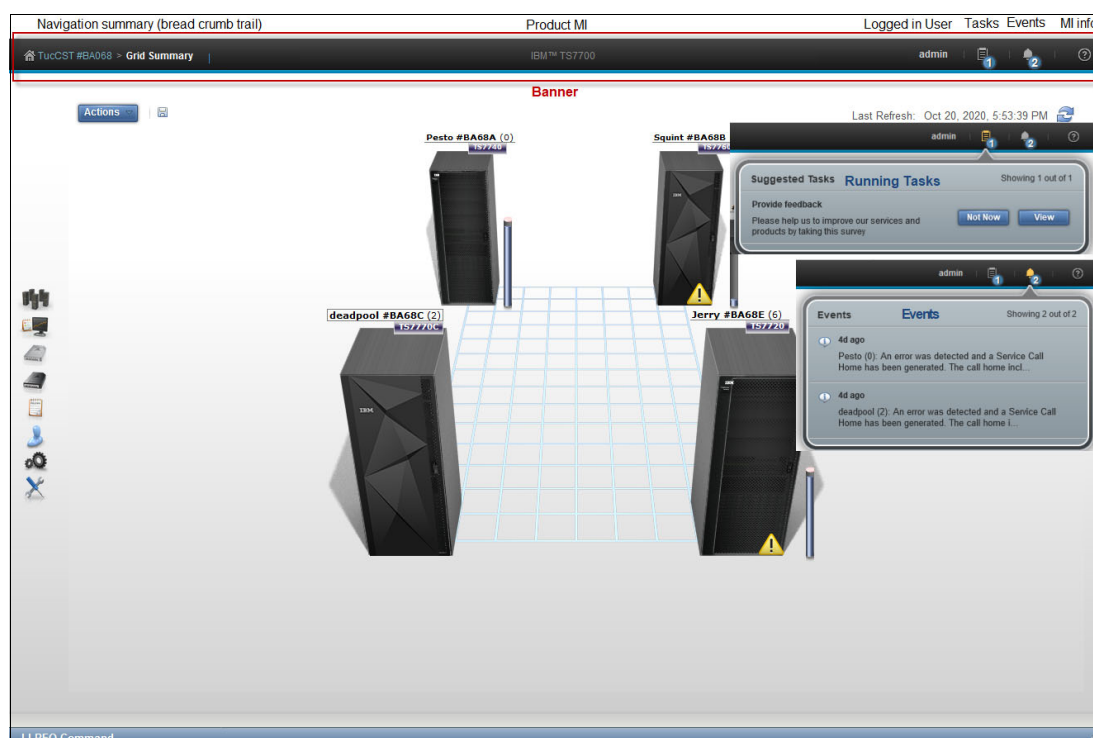 Navigation summary (bread crumb trail) Product MI Logged in User Tasks Events MI info
TucCST #BA068 > Grid Summary | IBM™ TS7700 admin 1 2 ?
Banner
Actions Last Refresh: Oct 20, 2020, 5:53:39 PM
Pesto #BA68A (0) Squint #BA68B
TS7740 TS7760
admin 1 2 ?
Suggested Tasks Running Tasks Showing 1 out of 1
Provide feedback
Please help us to improve our services and
products by taking this survey
Not Now View
admin 1 2 ?
Events Events Showing 2 out of 2
4d ago
Pesto (0): An error was detected and a Service Call
Home has been generated. The call home incl...
4d ago
deadpool (2): An error was detected and a Service Call
Home has been generated. The call home i...
deadpool #BA68C (2) Jerry #BA68E (6)
TS7770C TS7720
IBM
LI REQ Command